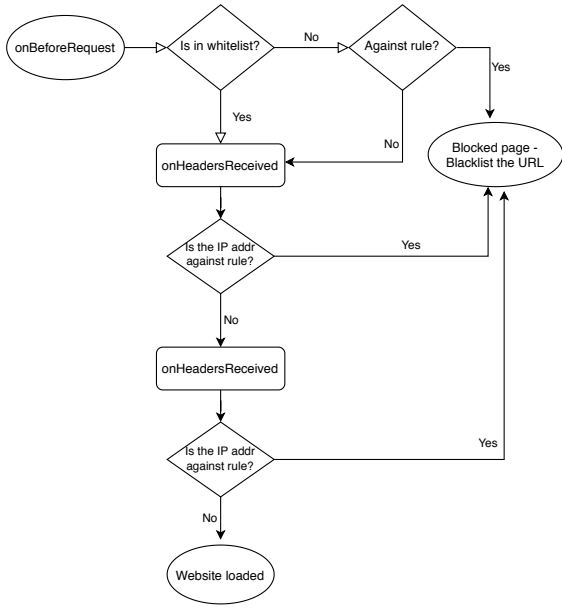 onBeforeRequest
Is in whitelist?
No
Against rule?
Yes
Yes
No
Blocked page -
Blacklist the URL
onHeadersReceived
Is the IP addr
against rule?
Yes
No
onHeadersReceived
Is the IP addr
against rule?
Yes
No
Website loaded